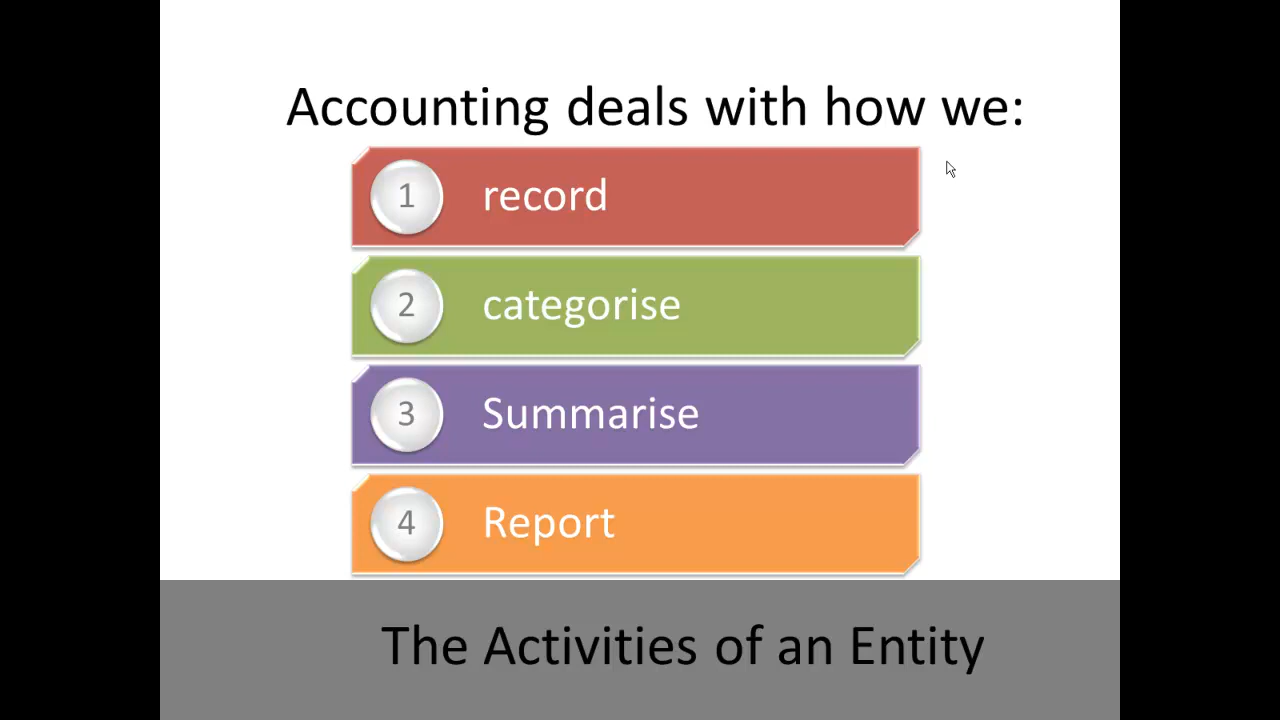 Accounting deals with how we:
1 record
2 categorise
3 Summarise
4 Report
The Activities of an Entity